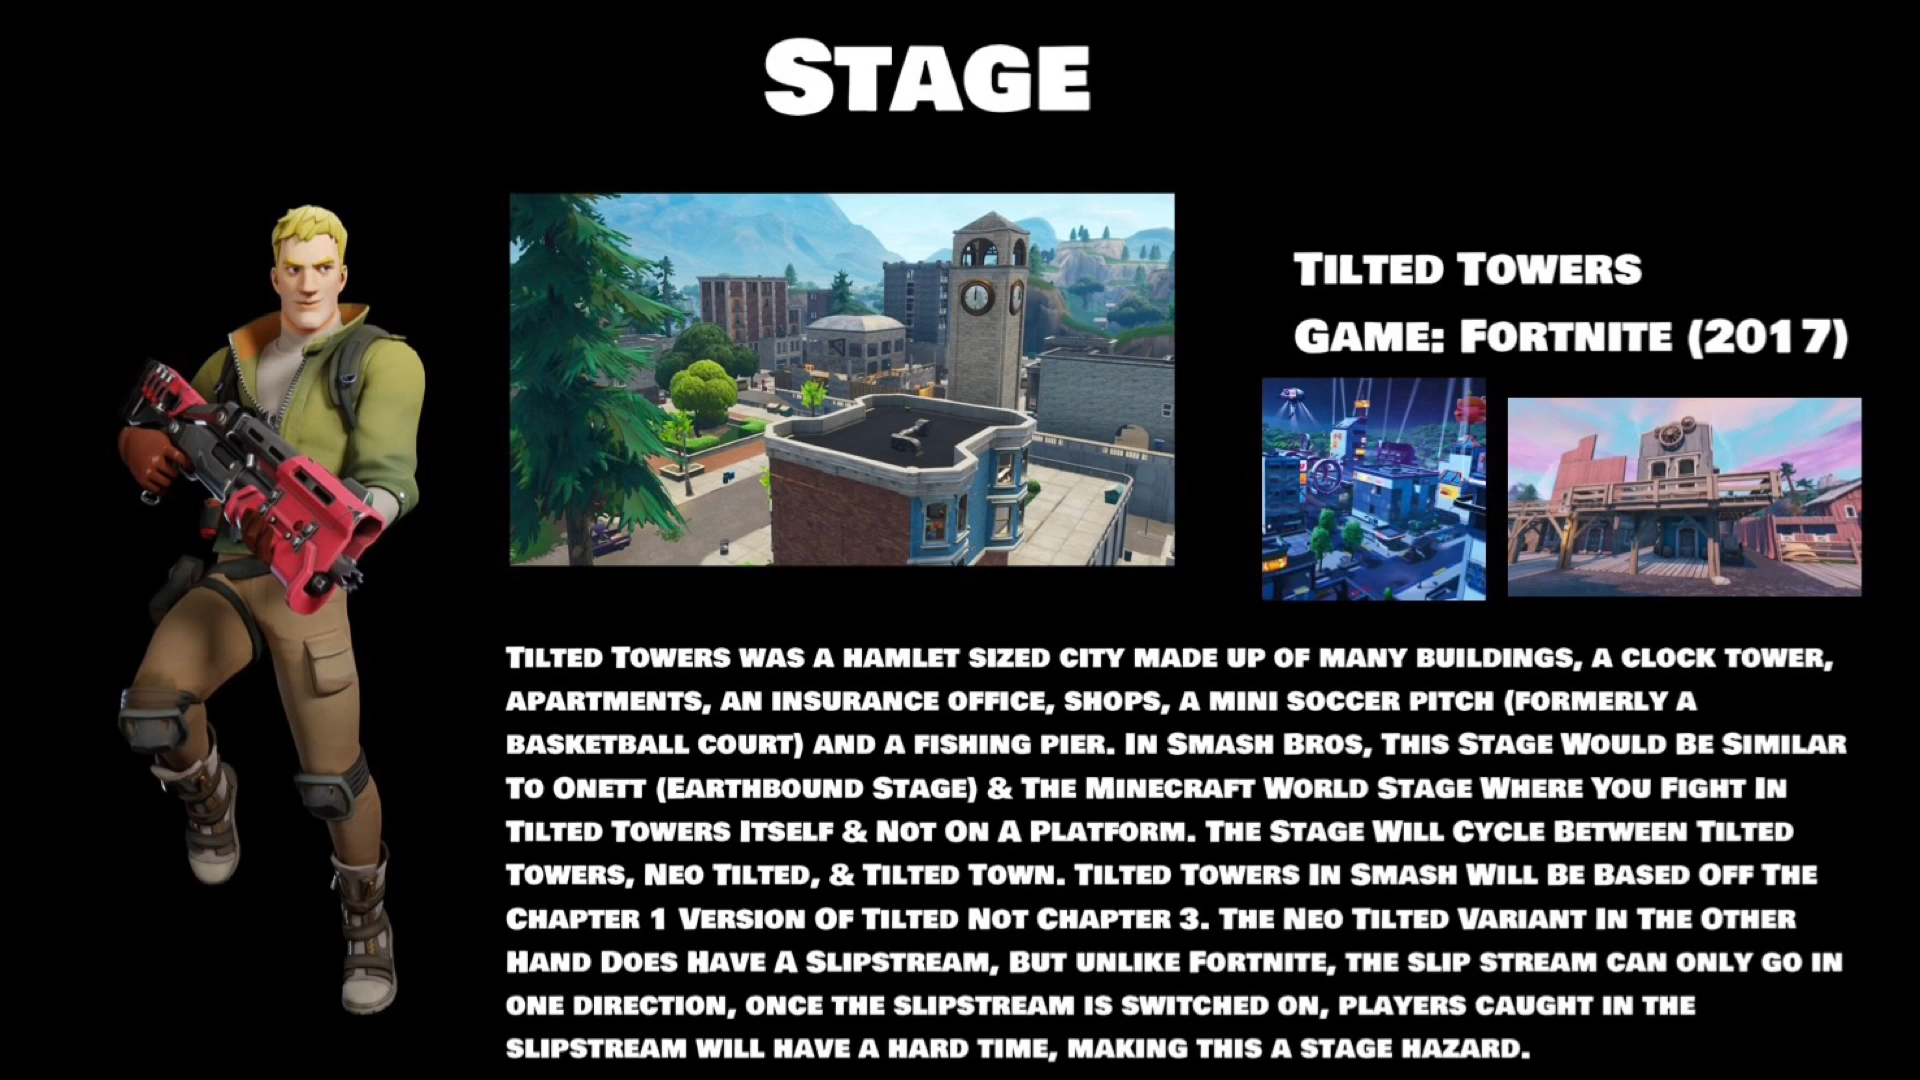 Stage
Tilted Towers
Game: Fortnite (2017)
Tilted Towers was a hamlet sized city made up of many buildings, a clock tower,
apartments, an insurance office, shops, a mini soccer pitch (formerly a
basketball court) and a fishing pier. In Smash Bros, This Stage Would Be Similar
To Onett (Earthbound Stage) & The Minecraft World Stage Where You Fight In
Tilted Towers Itself & Not On A Platform. The Stage Will Cycle Between Tilted
Towers, Neo Tilted, & Tilted Town. Tilted Towers In Smash Will Be Based Off The
Chapter 1 Version Of Tilted Not Chapter 3. The Neo Tilted Variant In The Other
Hand Does Have A Slipstream, But unlike Fortnite, the slip stream can only go in
one direction, once the slipstream is switched on, players caught in the
slipstream will have a hard time, making this a stage hazard.